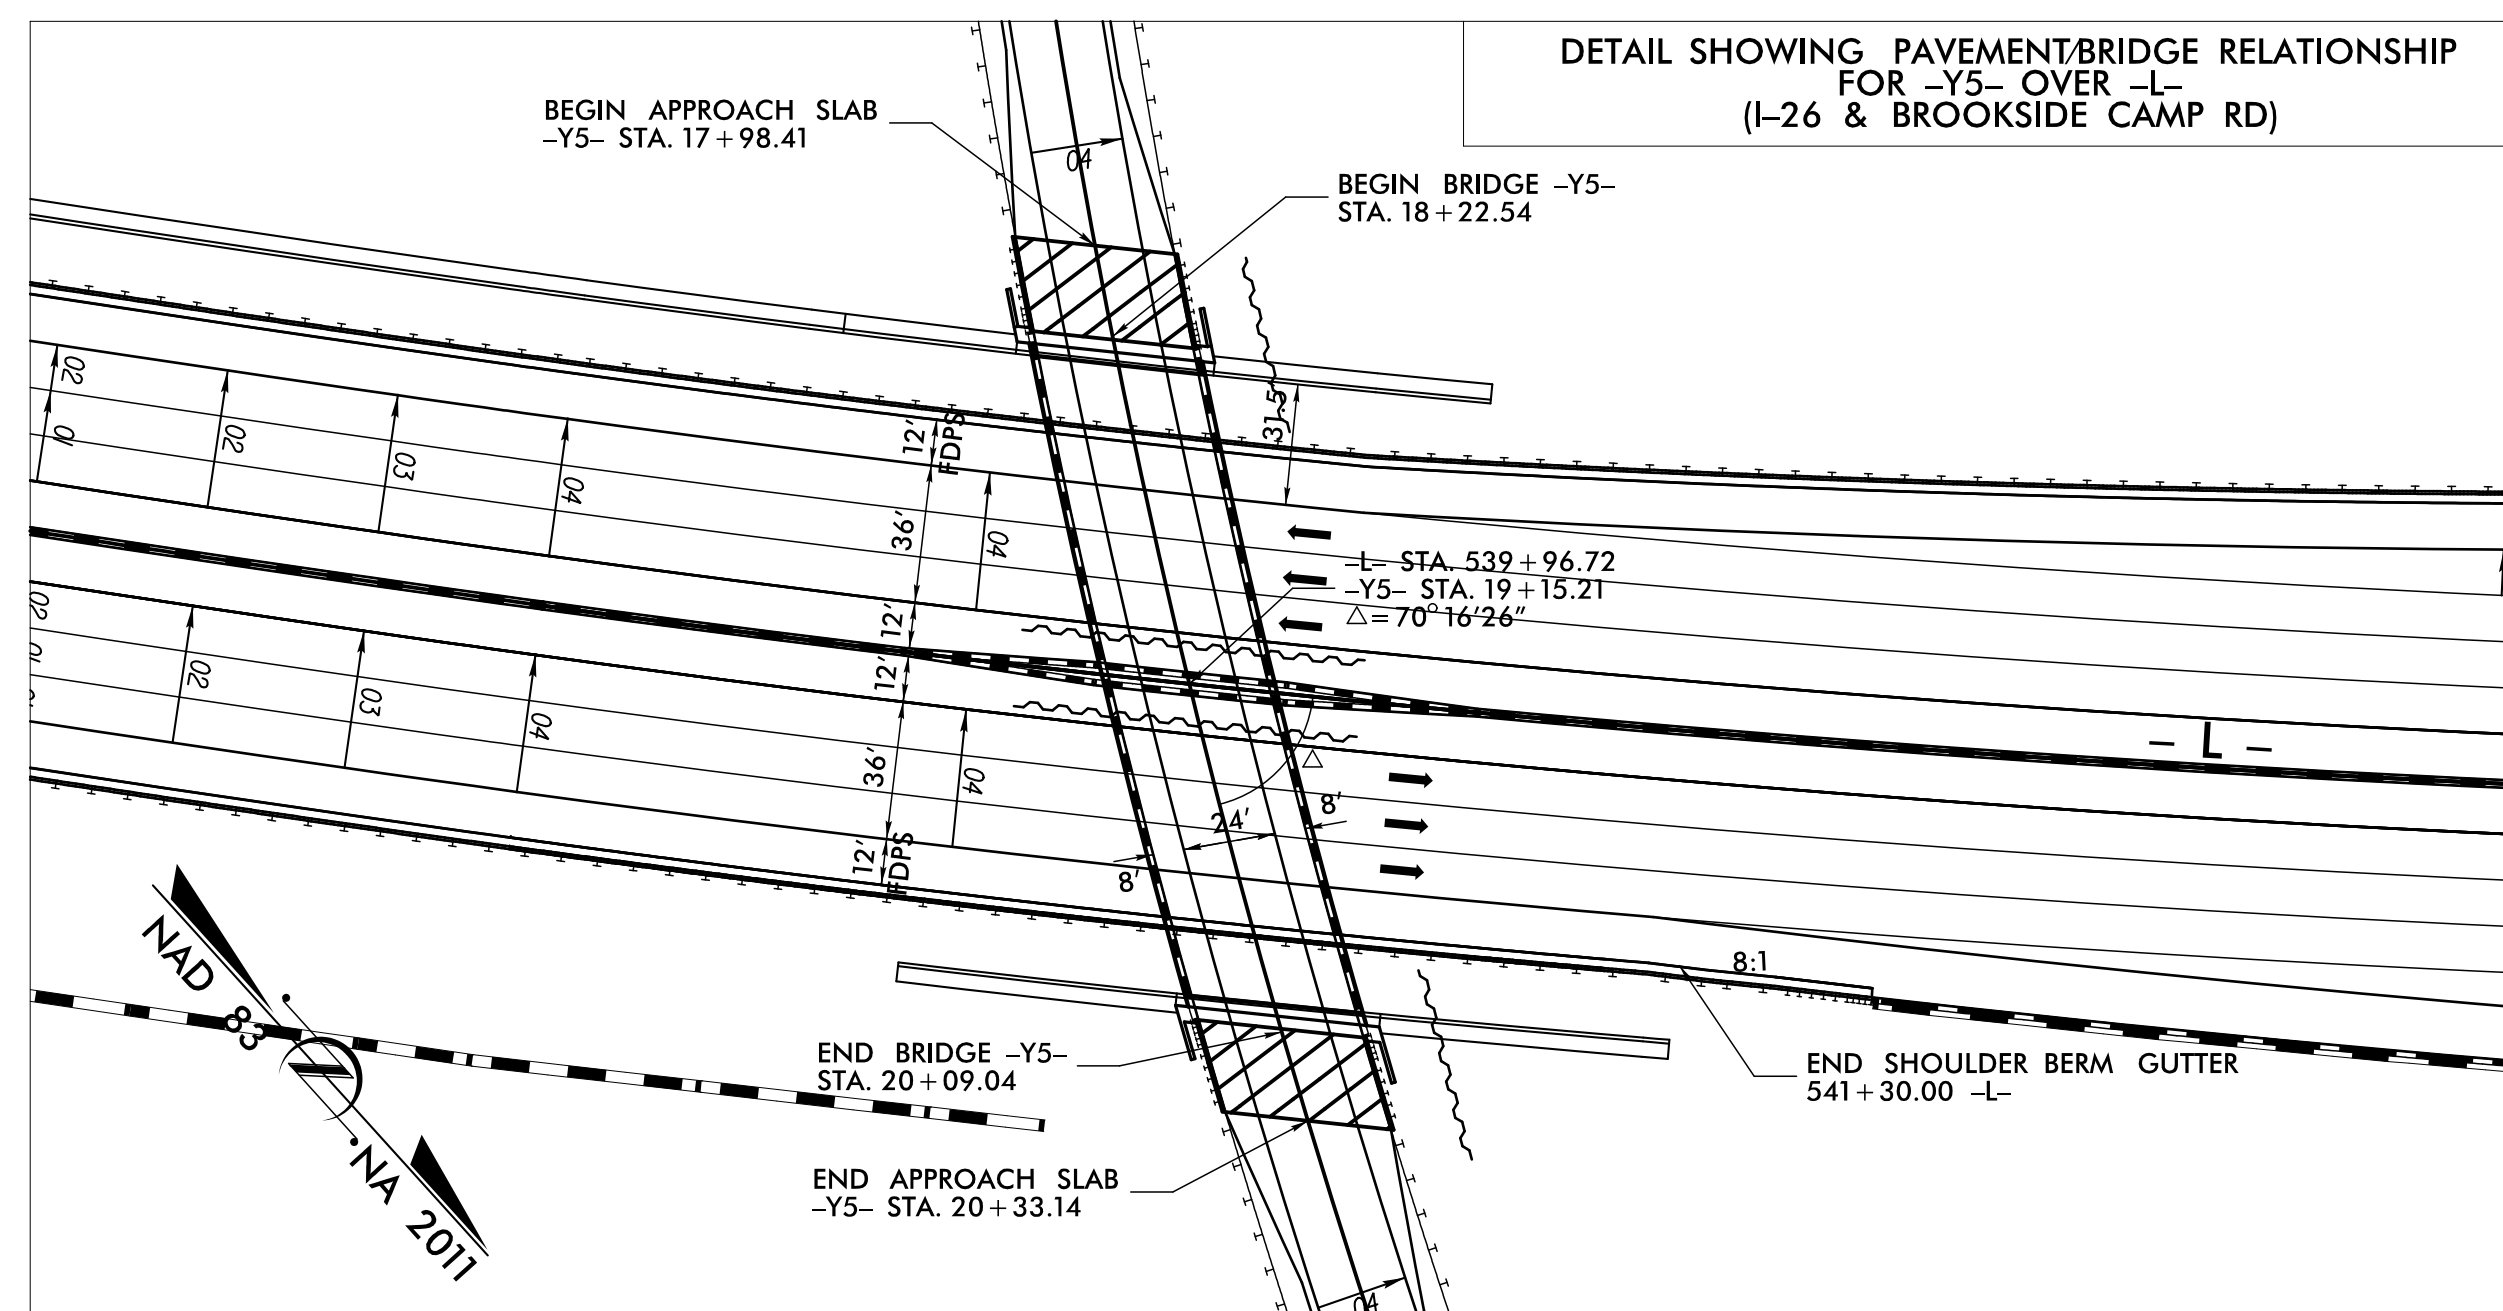 DETAIL SHOWING PAVEMENT/BRIDGE RELATIONSHIP
FOR –Y5– OVER –L–
(I–26 & BROOKSIDE CAMP RD)
BEGIN APPROACH SLAB
–Y5– STA. 17+98.41
04
BEGIN BRIDGE –Y5–
STA. 18+22.54
02
01
02
03
04
12'
FDPS
36'
04
31.5
–L– STA. 539+96.72
–Y5– STA. 19+15.21
△=70°16'26"
12'
12'
02
01
02
03
04
36'
04
12'
FDPS
– L –
△
24'
8'
8'
8:1
NAD 83
NA 2011
END BRIDGE –Y5–
STA. 20+09.04
END SHOULDER BERM GUTTER
541+30.00 –L–
END APPROACH SLAB
–Y5– STA. 20+33.14
04